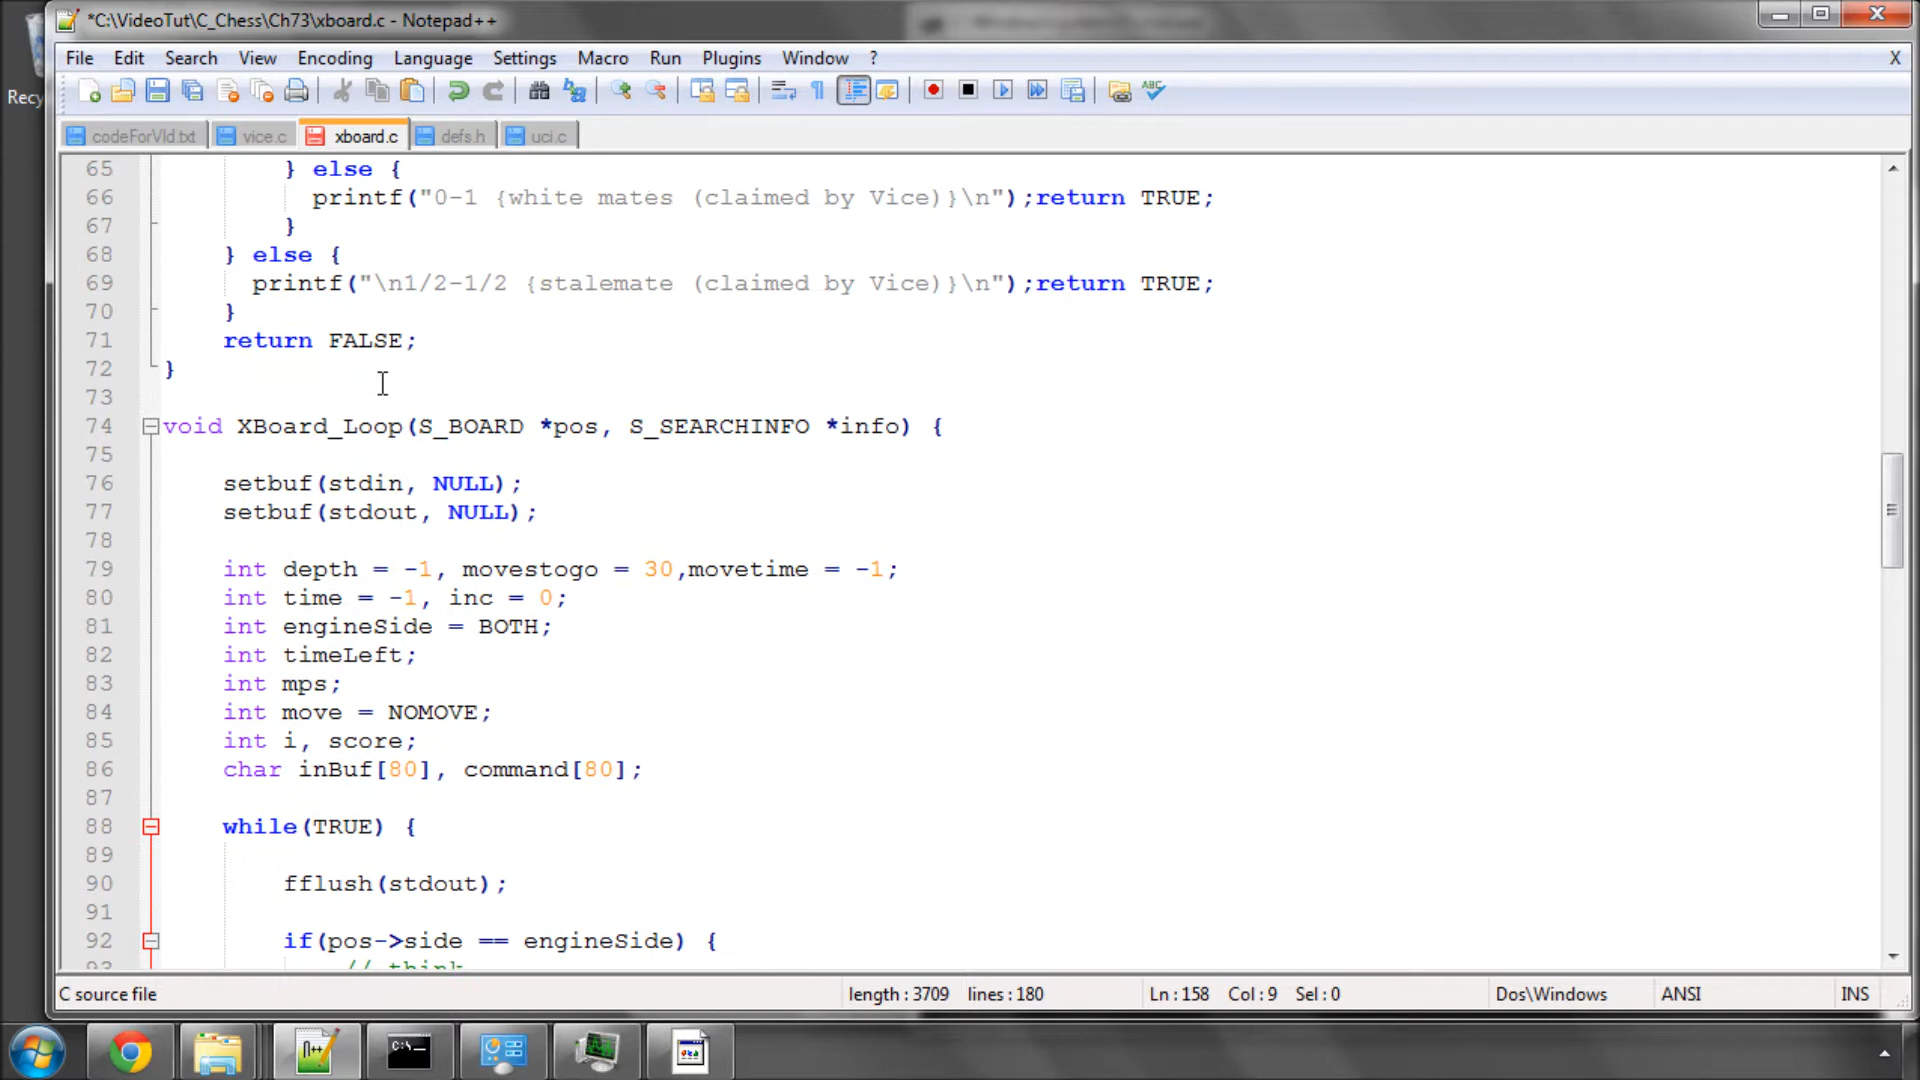 *C:\VideoTut\C_Chess\Ch73\xboard.c - Notepad++
File Edit Search View Encoding Language Settings Macro Run Plugins Window ? X
Recy
codeForVid.txt vice.c xboard.c defs.h uci.c
65 } else {
66 printf("0-1 {white mates (claimed by Vice)}\n");return TRUE;
67 }
68 } else {
69 printf("\n1/2-1/2 {stalemate (claimed by Vice)}\n");return TRUE;
70 }
71 return FALSE;
72 }
73
74 void XBoard_Loop(S_BOARD *pos, S_SEARCHINFO *info) {
75
76 setbuf(stdin, NULL);
77 setbuf(stdout, NULL);
78
79 int depth = -1, movestogo = 30,movetime = -1;
80 int time = -1, inc = 0;
81 int engineSide = BOTH;
82 int timeLeft;
83 int mps;
84 int move = NOMOVE;
85 int i, score;
86 char inBuf[80], command[80];
87
88 while(TRUE) {
89
90 fflush(stdout);
91
92 if(pos->side == engineSide) {
93 // think
C source file length : 3709 lines : 180 Ln : 158 Col : 9 Sel : 0 Dos\Windows ANSI INS